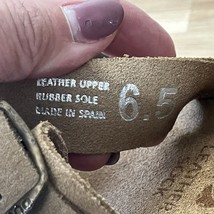 LEATHER UPPER
RUBBER SOLE
MADE IN SPAIN
6.5